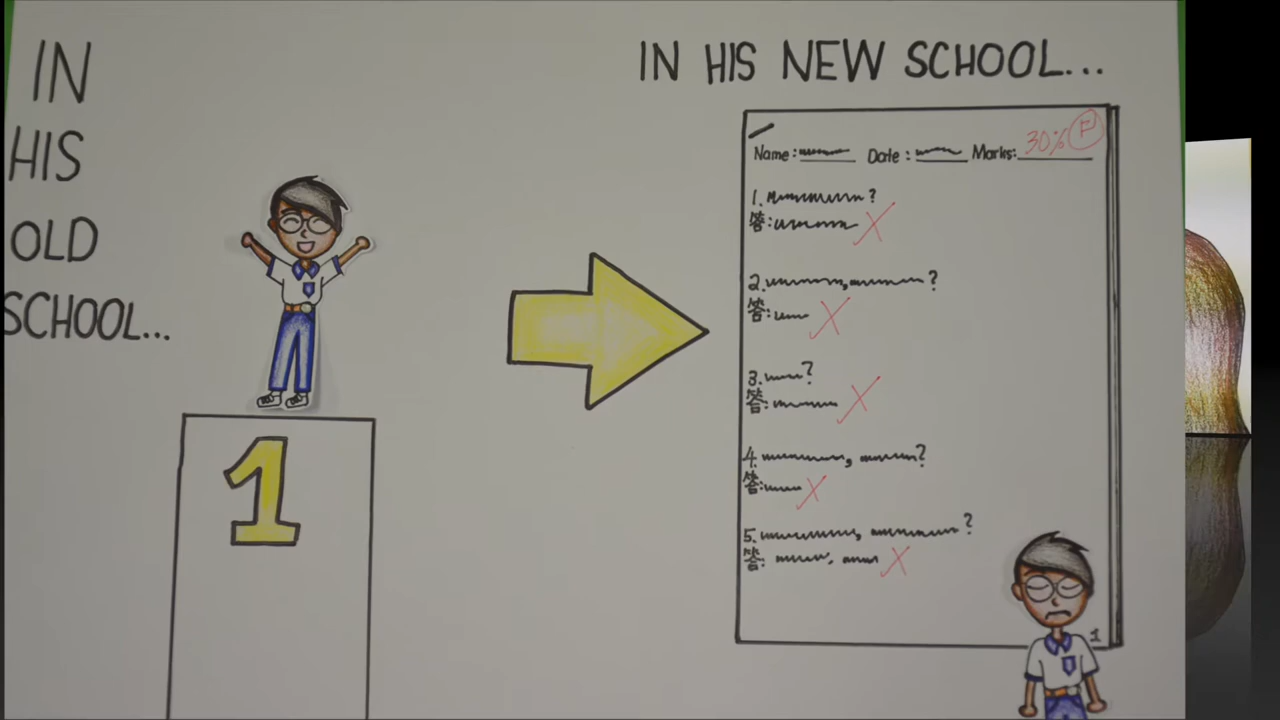 IN
HIS
OLD
SCHOOL...
1
IN HIS NEW SCHOOL...
30% F
Name: Date: Marks:
1. ?
答:
2. , ?
答:
3. ?
答:
4. , ?
答:
5. , ?
答: ,
1